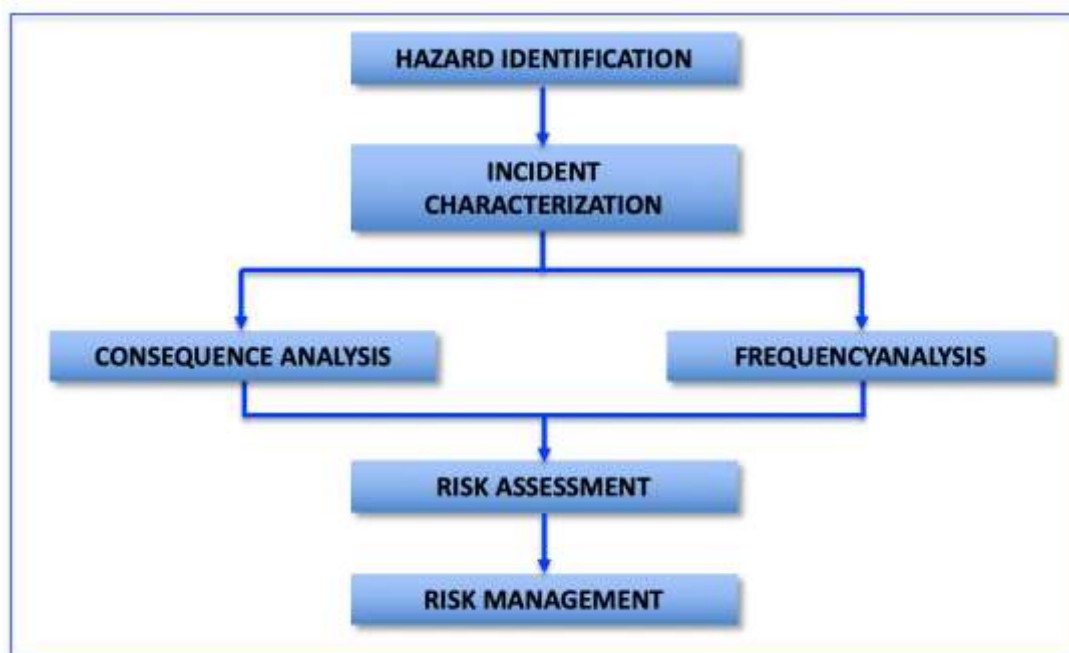 HAZARD IDENTIFICATION
INCIDENT
CHARACTERIZATION
CONSEQUENCE ANALYSIS
FREQUENCYANALYSIS
RISK ASSESSMENT
RISK MANAGEMENT